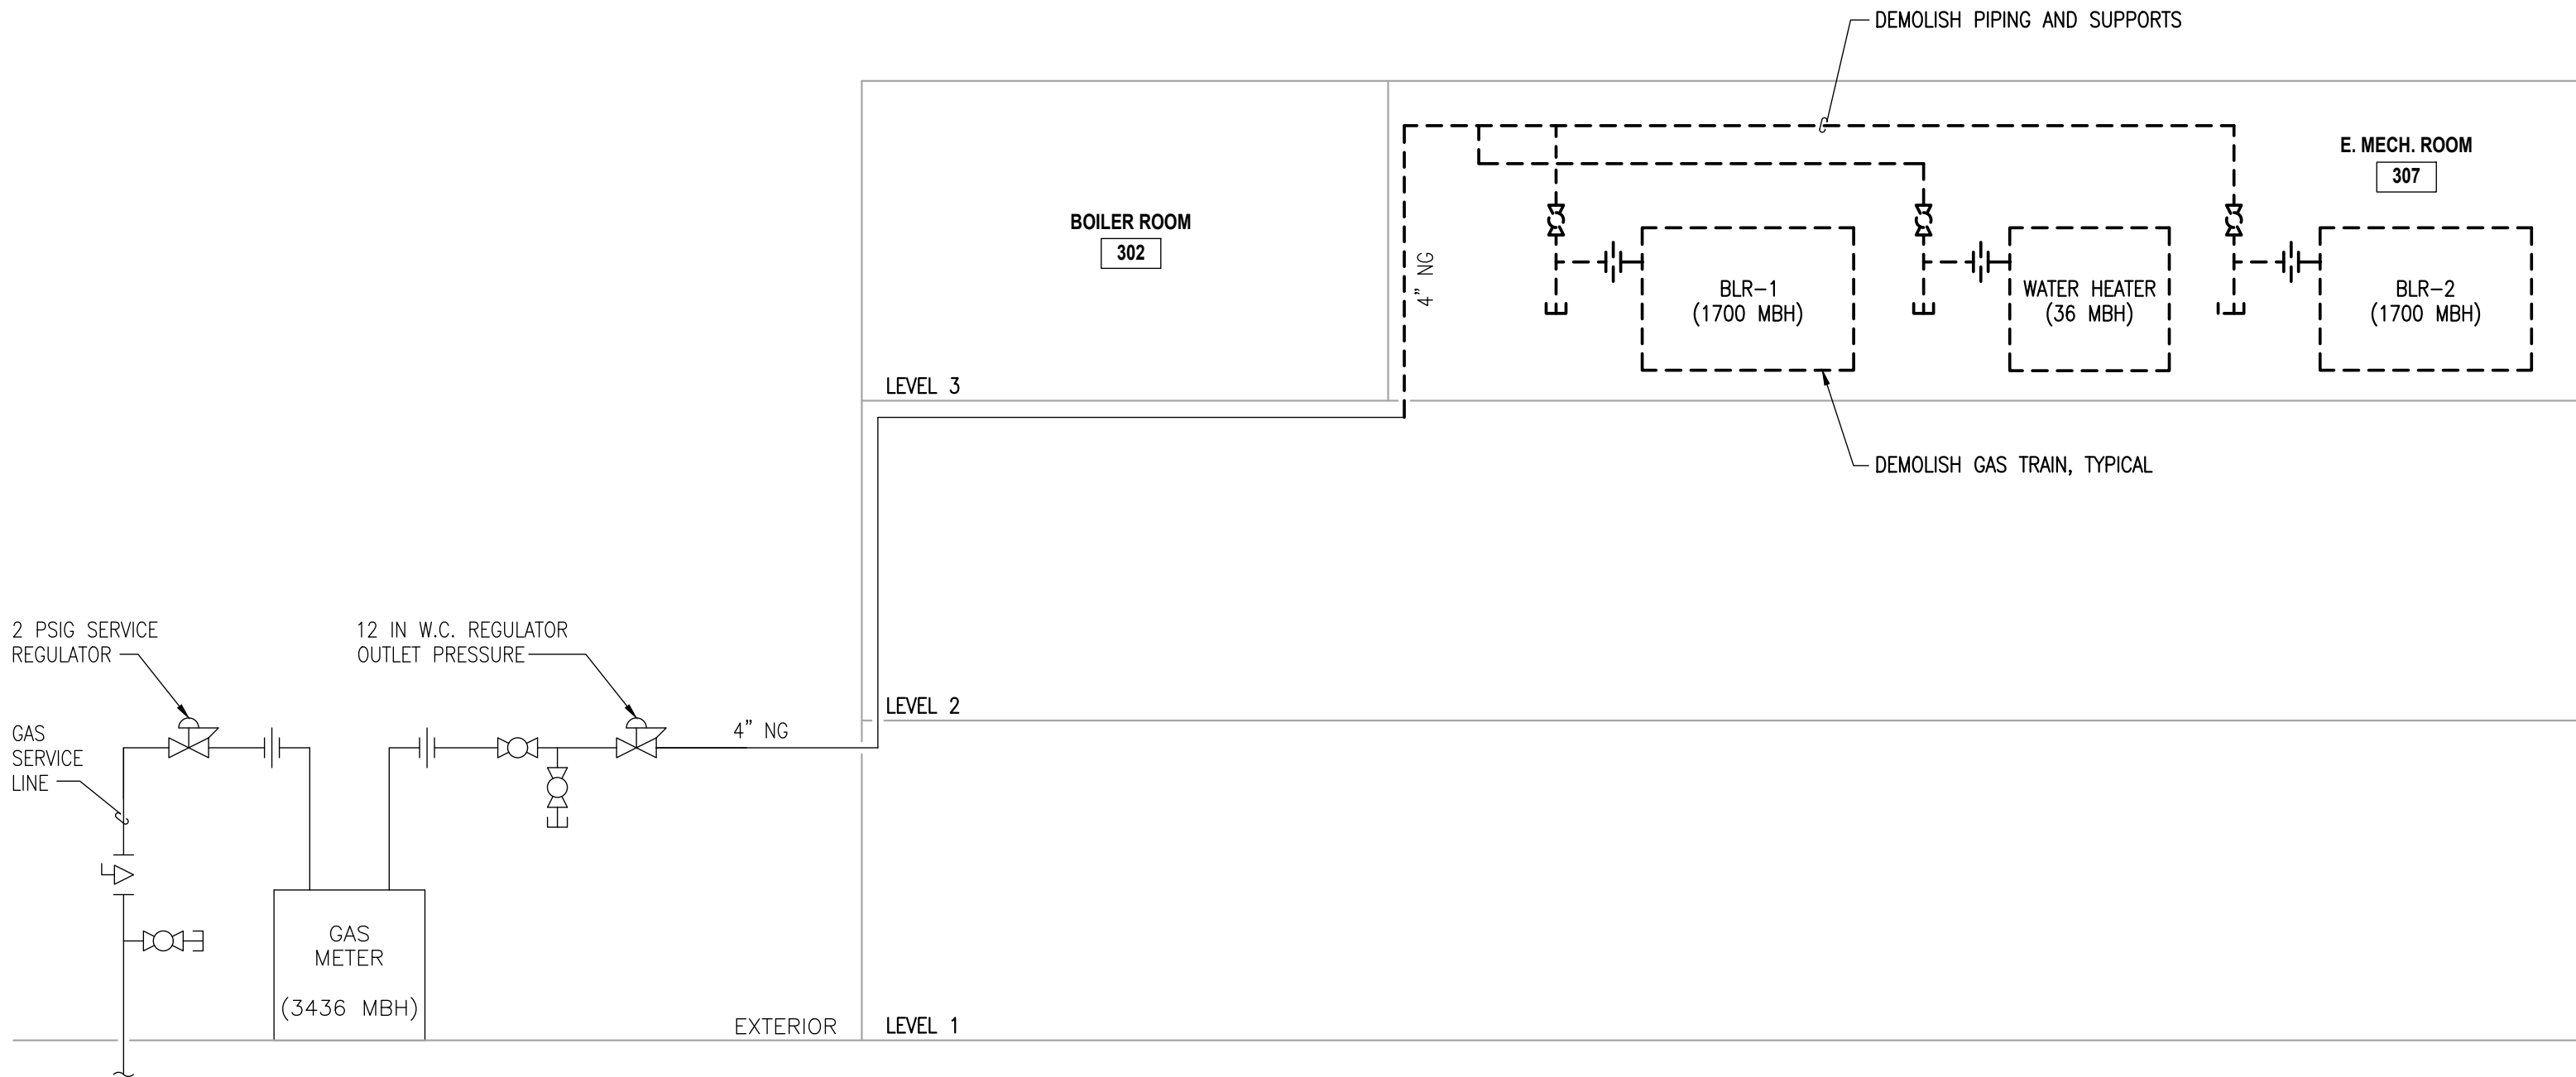 DEMOLISH PIPING AND SUPPORTS
E. MECH. ROOM
307
BOILER ROOM
302
4" NG
BLR-1
(1700 MBH)
WATER HEATER
(36 MBH)
BLR-2
(1700 MBH)
LEVEL 3
DEMOLISH GAS TRAIN, TYPICAL
2 PSIG SERVICE
REGULATOR
12 IN W.C. REGULATOR
OUTLET PRESSURE
GAS
SERVICE
LINE
4" NG
LEVEL 2
GAS
METER
(3436 MBH)
EXTERIOR
LEVEL 1